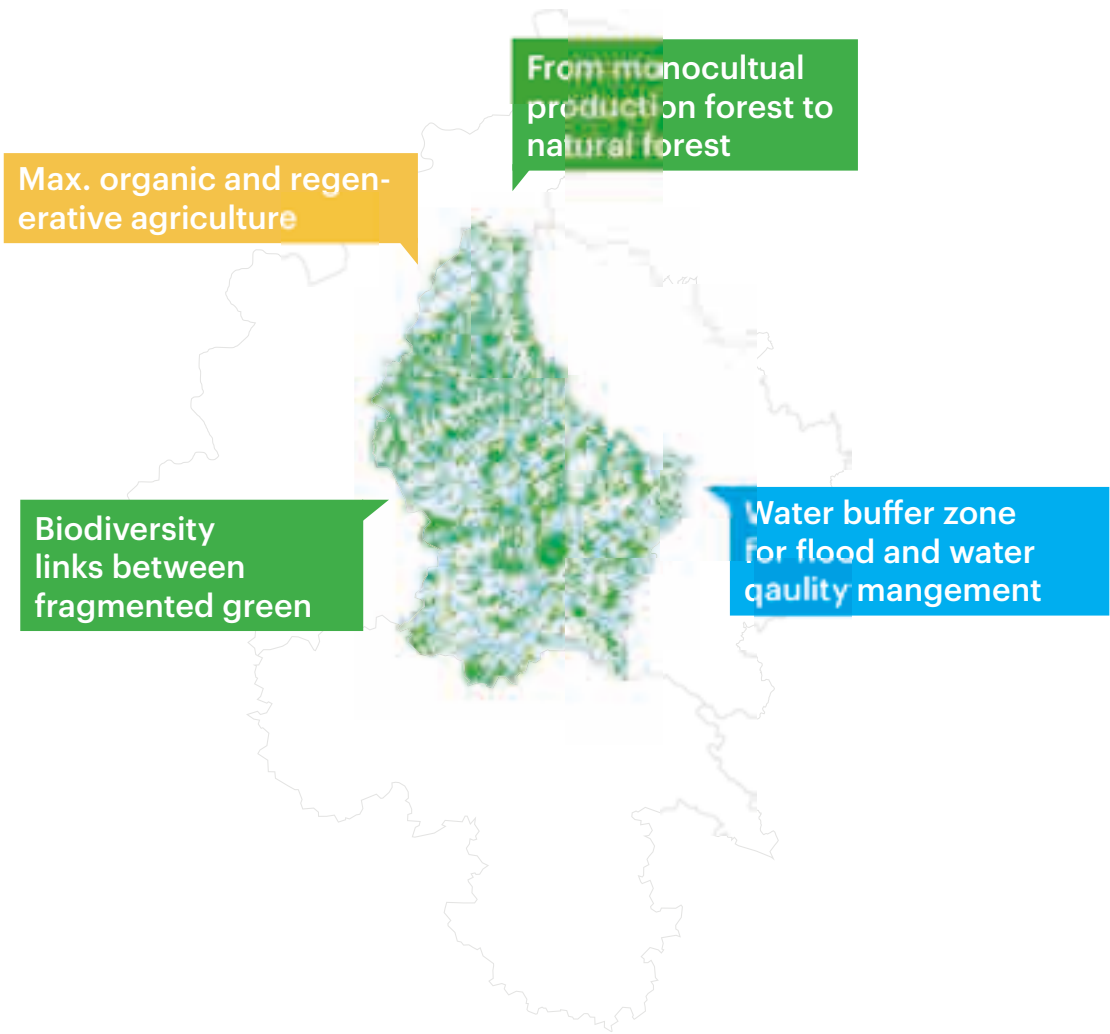 From monocultual
production forest to
natural forest
Max. organic and regen-
erative agriculture
Biodiversity
links between
fragmented green
Water buffer zone
for flood and water
qaulity mangement